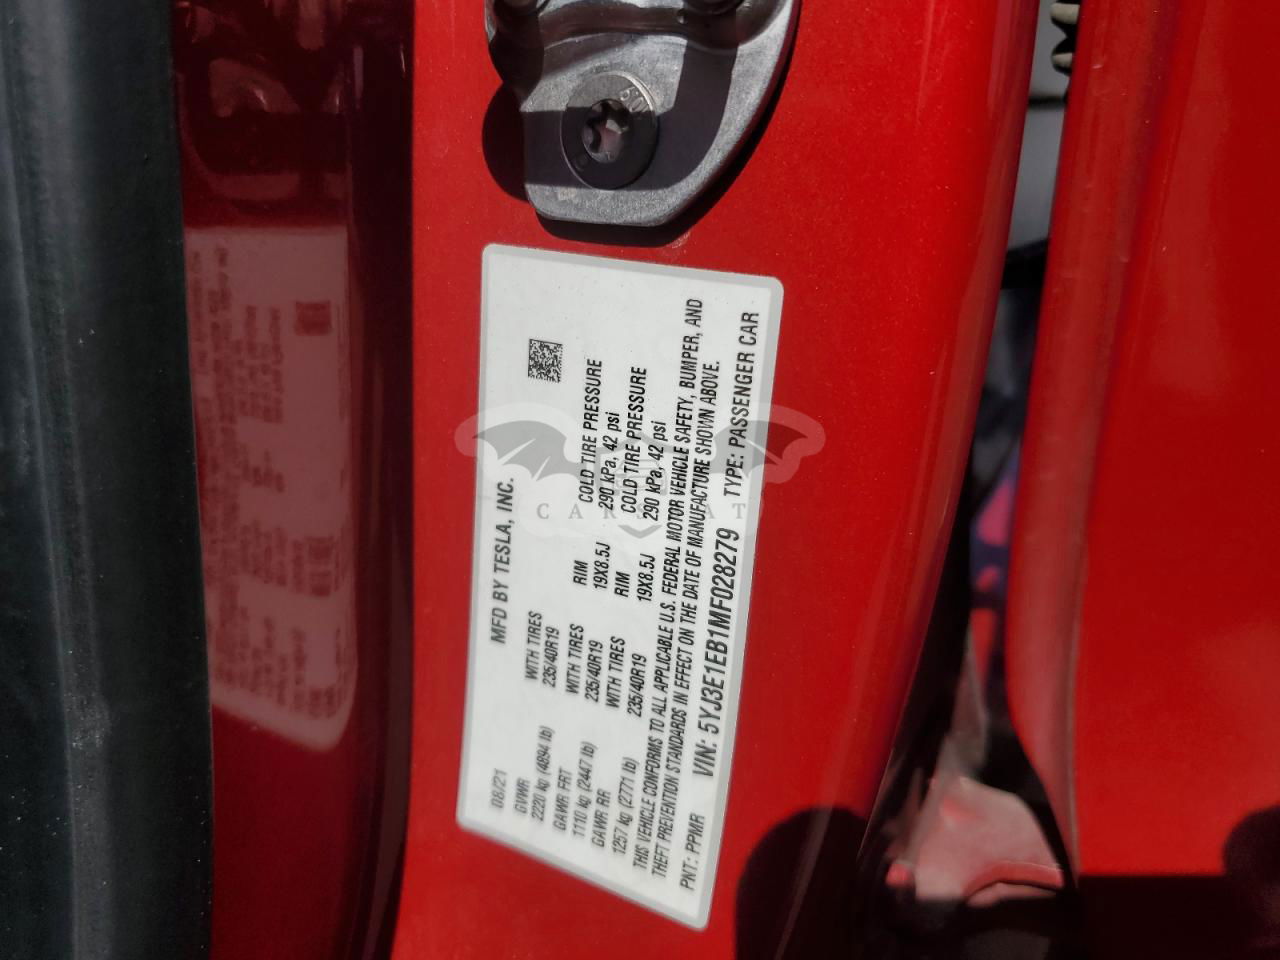 MFD BY TESLA, INC.
08/21
GVWR
2220 kg (4894 lb)
WITH TIRES
235/40R19
GAWR FRT
1110 kg (2447 lb)
WITH TIRES
235/40R19
RIM
19X8.5J
COLD TIRE PRESSURE
290 kPa, 42 psi
GAWR RR
1257 kg (2771 lb)
WITH TIRES
235/40R19
RIM
19X8.5J
COLD TIRE PRESSURE
290 kPa, 42 psi
THIS VEHICLE CONFORMS TO ALL APPLICABLE U.S. FEDERAL MOTOR VEHICLE SAFETY, BUMPER, AND
THEFT PREVENTION STANDARDS IN EFFECT ON THE DATE OF MANUFACTURE SHOWN ABOVE.
PNT: PPMR VIN: 5YJ3E1EB1MF028279 TYPE: PASSENGER CAR